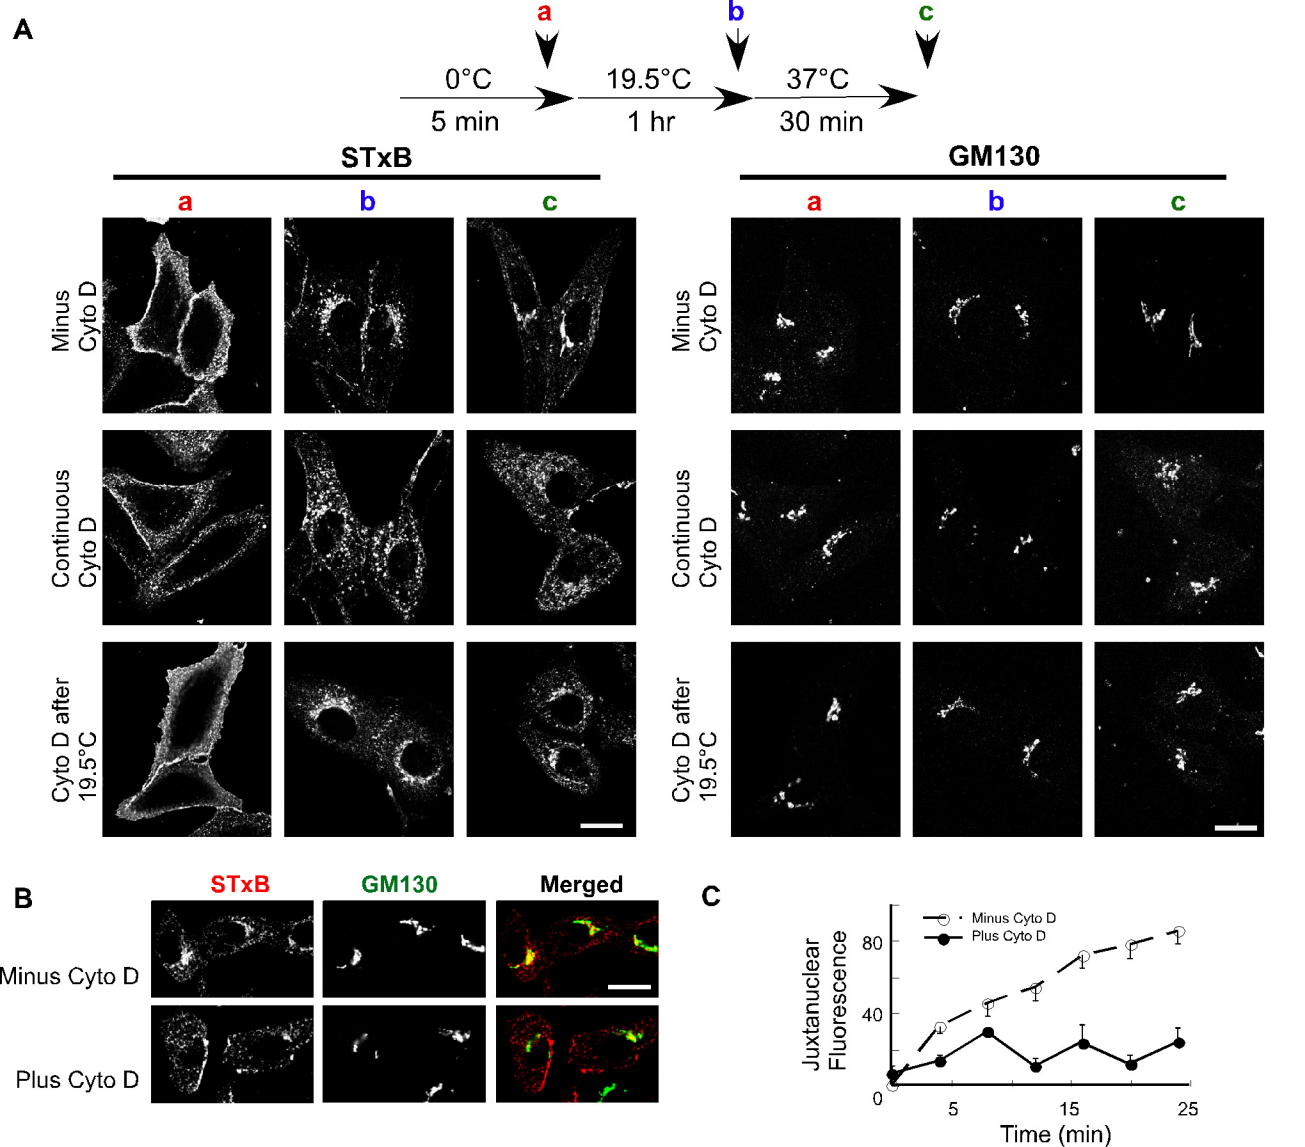 A
a b c
0°C 19.5°C 37°C
5 min 1 hr 30 min
STxB GM130
a b c a b c
Minus
Cyto D
Minus
Cyto D
Continuous
Cyto D
Continuous
Cyto D
Cyto D after
19.5°C
Cyto D after
19.5°C
B
STxB GM130 Merged
Minus Cyto D
Plus Cyto D
C
Minus Cyto D
Plus Cyto D
Juxtanuclear
Fluorescence
80
40
0
5 15 25
Time (min)